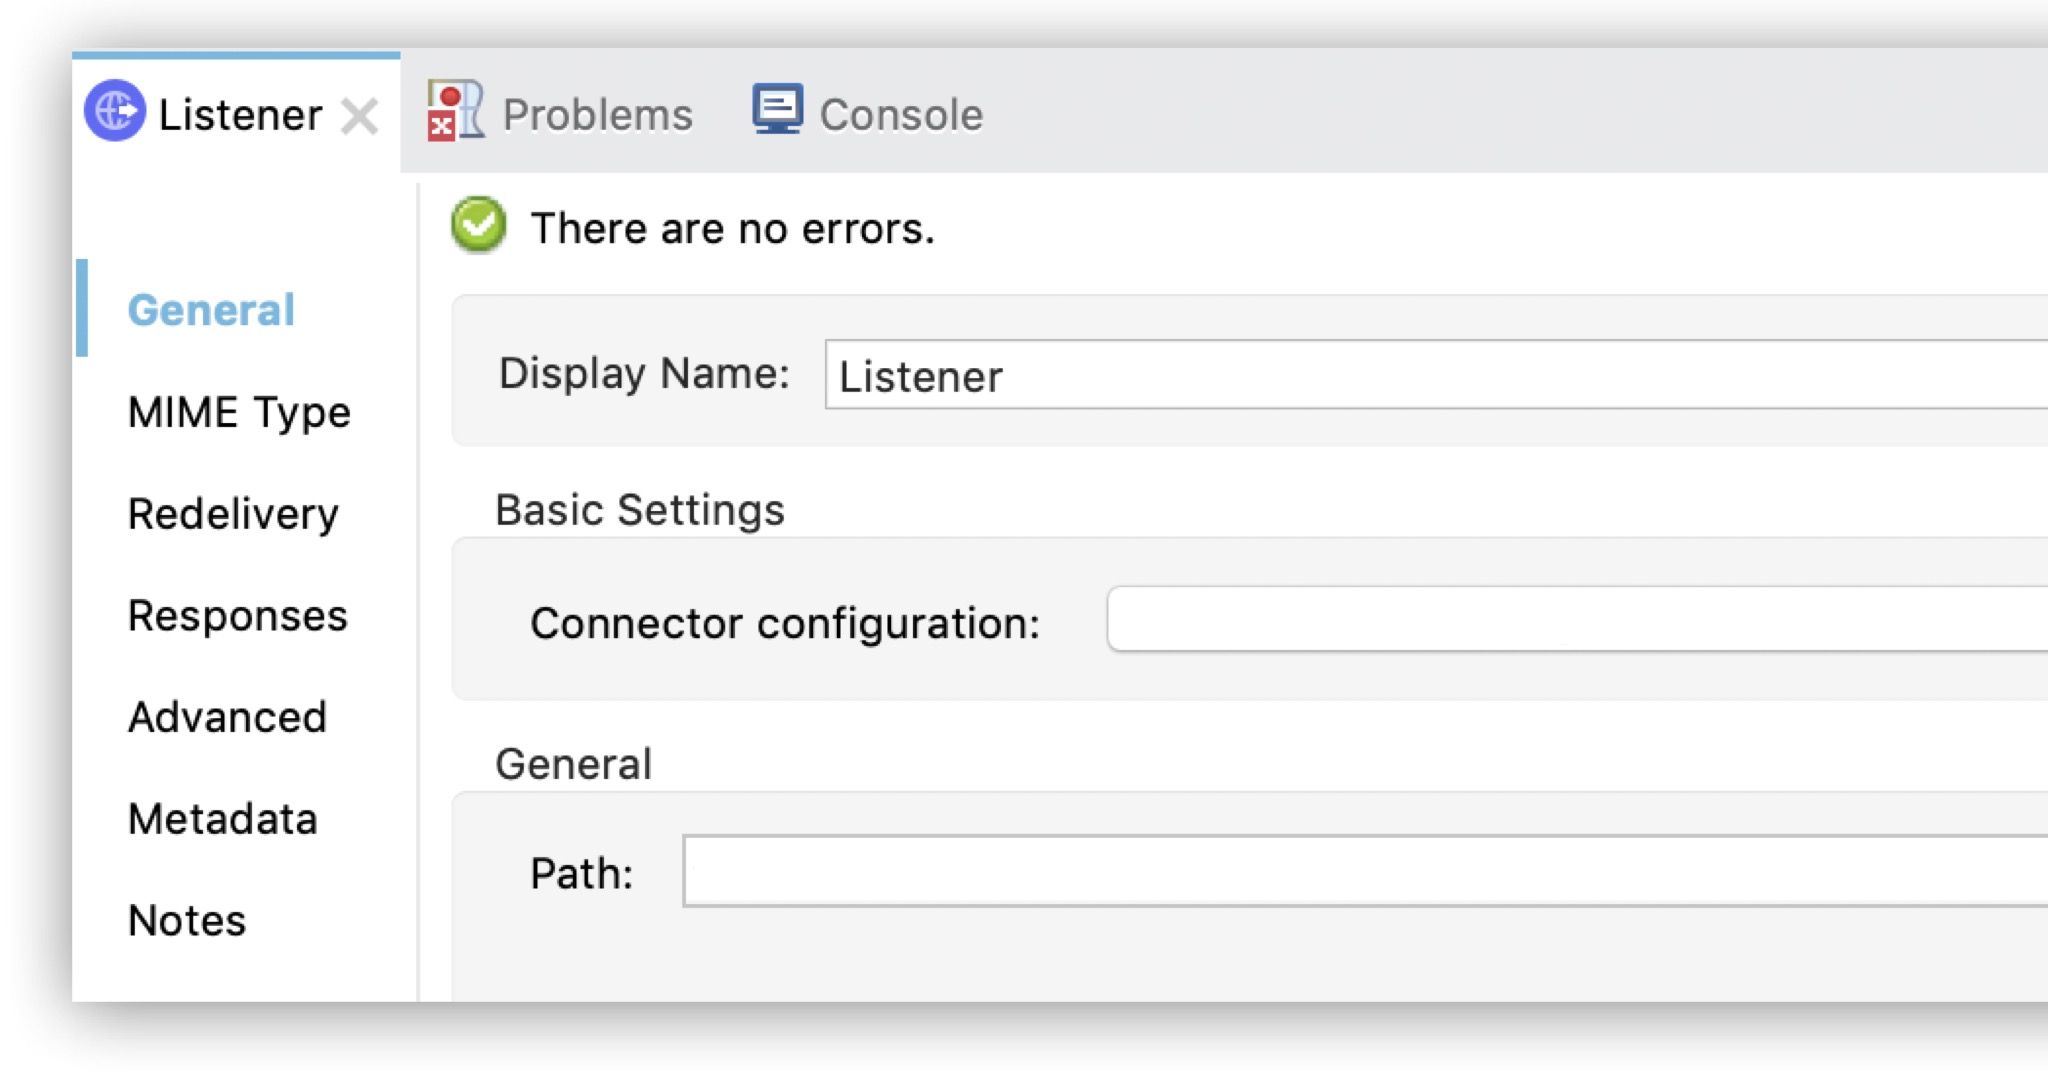 Listener
Problems
Console
There are no errors.
General
MIME Type
Redelivery
Responses
Advanced
Metadata
Notes
Display Name: Listener
Basic Settings
Connector configuration:
General
Path: